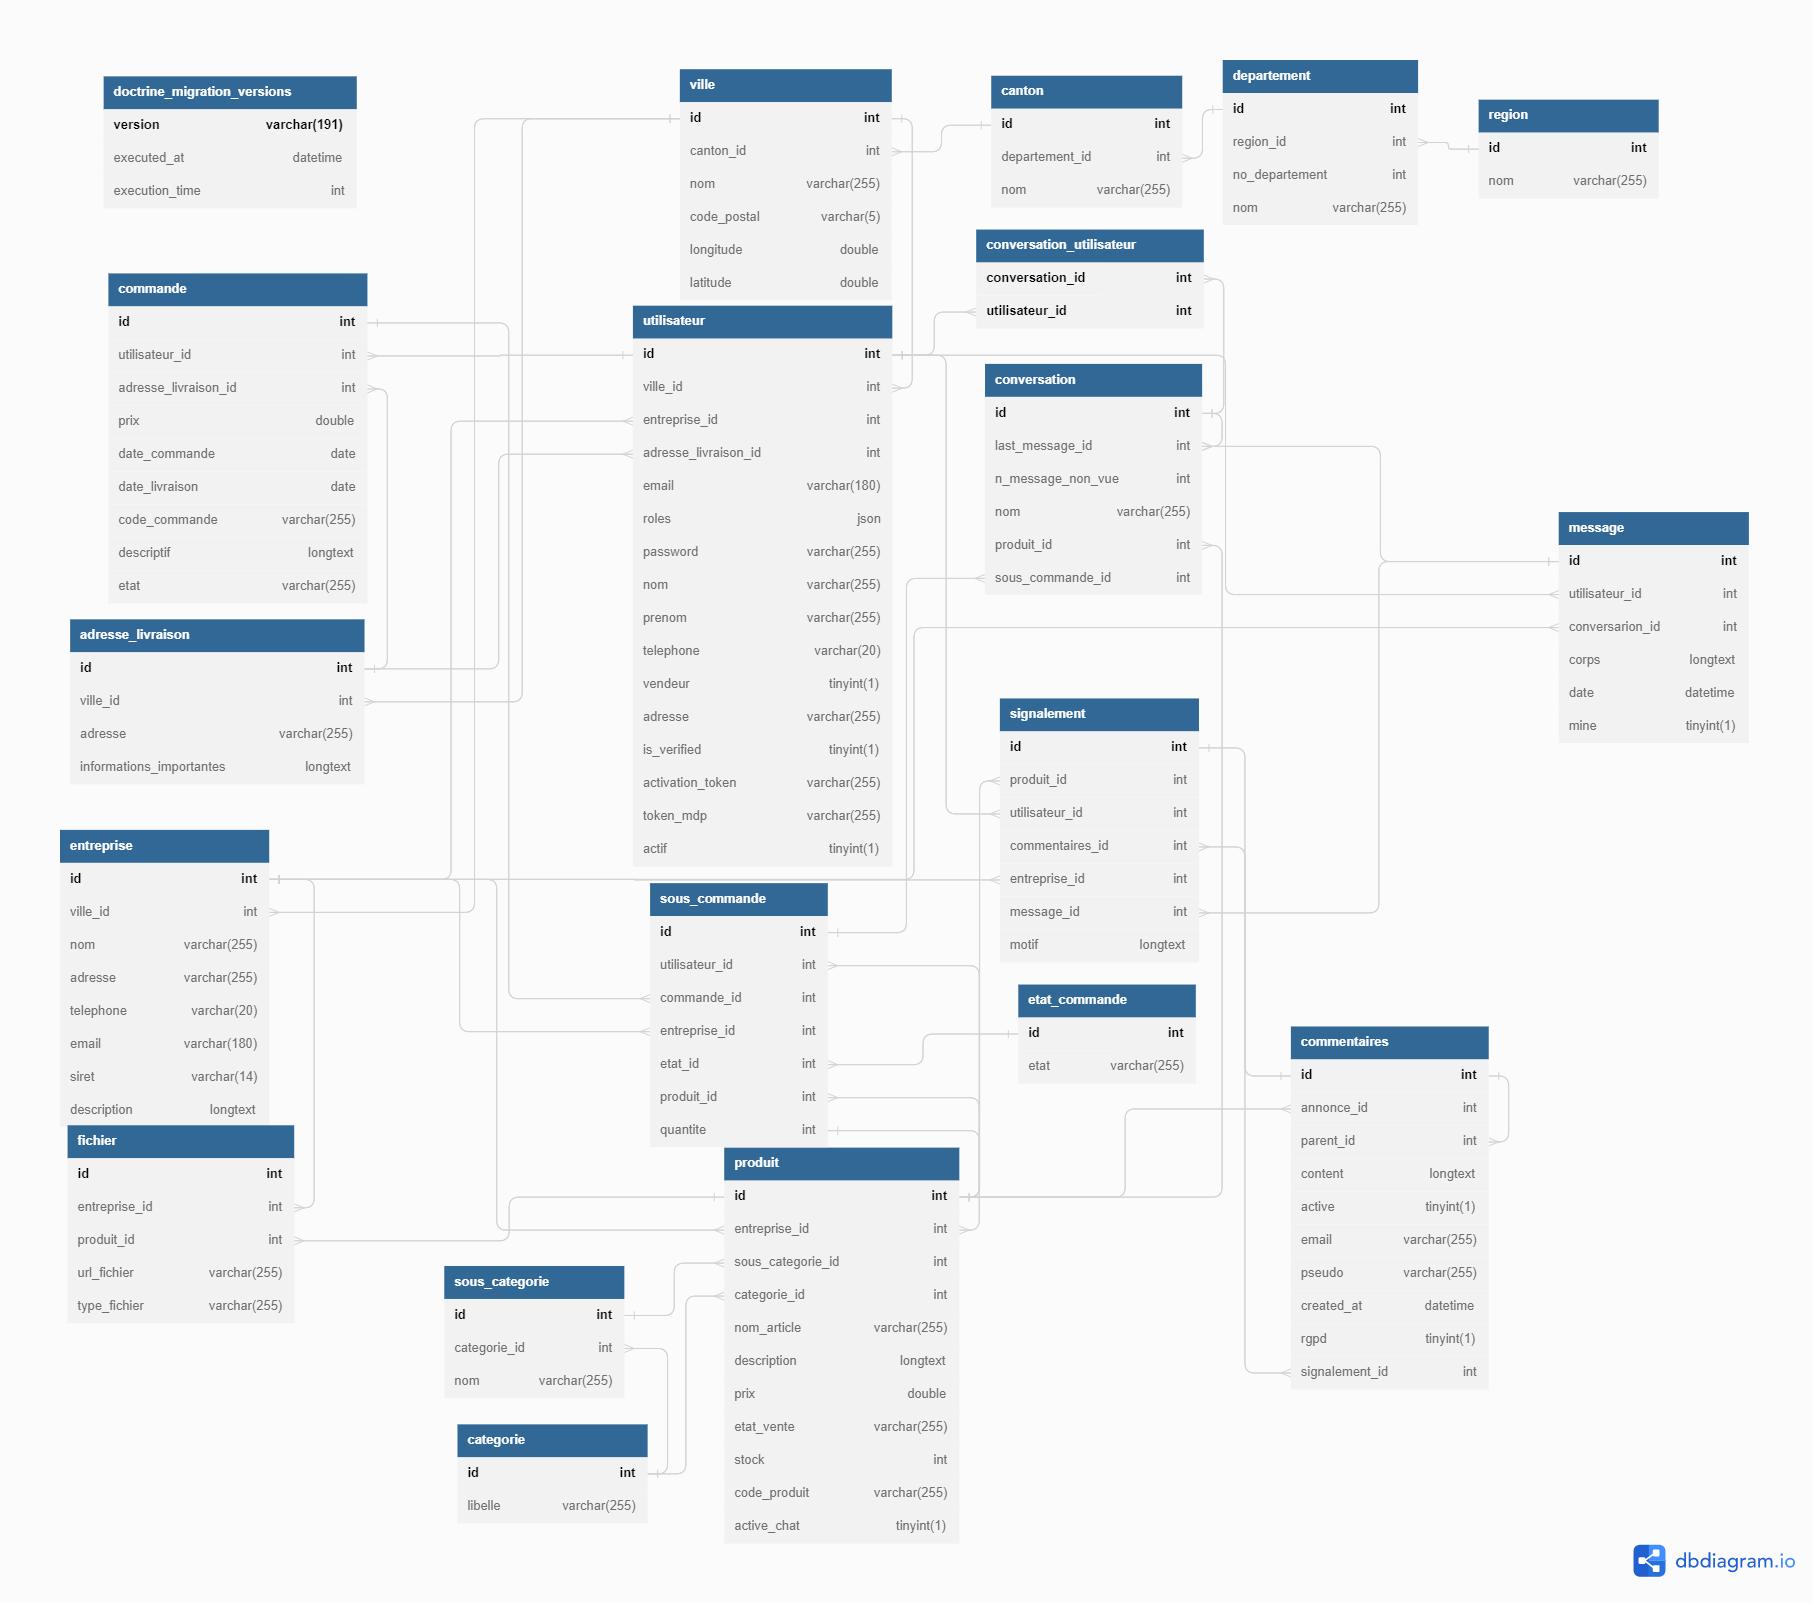 doctrine_migration_versions
version varchar(191)
executed_at datetime
execution_time int
ville
id int
canton_id int
nom varchar(255)
code_postal varchar(5)
longitude double
latitude double
canton
id int
departement_id int
nom varchar(255)
departement
id int
region_id int
no_departement int
nom varchar(255)
region
id int
nom varchar(255)
conversation_utilisateur
conversation_id int
utilisateur_id int
commande
id int
utilisateur_id int
adresse_livraison_id int
prix double
date_commande date
date_livraison date
code_commande varchar(255)
descriptif longtext
etat varchar(255)
utilisateur
id int
ville_id int
entreprise_id int
adresse_livraison_id int
email varchar(180)
roles json
password varchar(255)
nom varchar(255)
prenom varchar(255)
telephone varchar(20)
vendeur tinyint(1)
adresse varchar(255)
is_verified tinyint(1)
activation_token varchar(255)
token_mdp varchar(255)
actif tinyint(1)
conversation
id int
last_message_id int
n_message_non_vue int
nom varchar(255)
produit_id int
sous_commande_id int
message
id int
utilisateur_id int
conversarion_id int
corps longtext
date datetime
mine tinyint(1)
adresse_livraison
id int
ville_id int
adresse varchar(255)
informations_importantes longtext
signalement
id int
produit_id int
utilisateur_id int
commentaires_id int
entreprise_id int
message_id int
motif longtext
entreprise
id int
ville_id int
nom varchar(255)
adresse varchar(255)
telephone varchar(20)
email varchar(180)
siret varchar(14)
description longtext
sous_commande
id int
utilisateur_id int
commande_id int
entreprise_id int
etat_id int
produit_id int
quantite int
etat_commande
id int
etat varchar(255)
commentaires
id int
annonce_id int
parent_id int
content longtext
active tinyint(1)
email varchar(255)
pseudo varchar(255)
created_at datetime
rgpd tinyint(1)
signalement_id int
fichier
id int
entreprise_id int
produit_id int
url_fichier varchar(255)
type_fichier varchar(255)
produit
id int
entreprise_id int
sous_categorie_id int
categorie_id int
nom_article varchar(255)
description longtext
prix double
etat_vente varchar(255)
stock int
code_produit varchar(255)
active_chat tinyint(1)
sous_categorie
id int
categorie_id int
nom varchar(255)
categorie
id int
libelle varchar(255)
dbdiagram.io